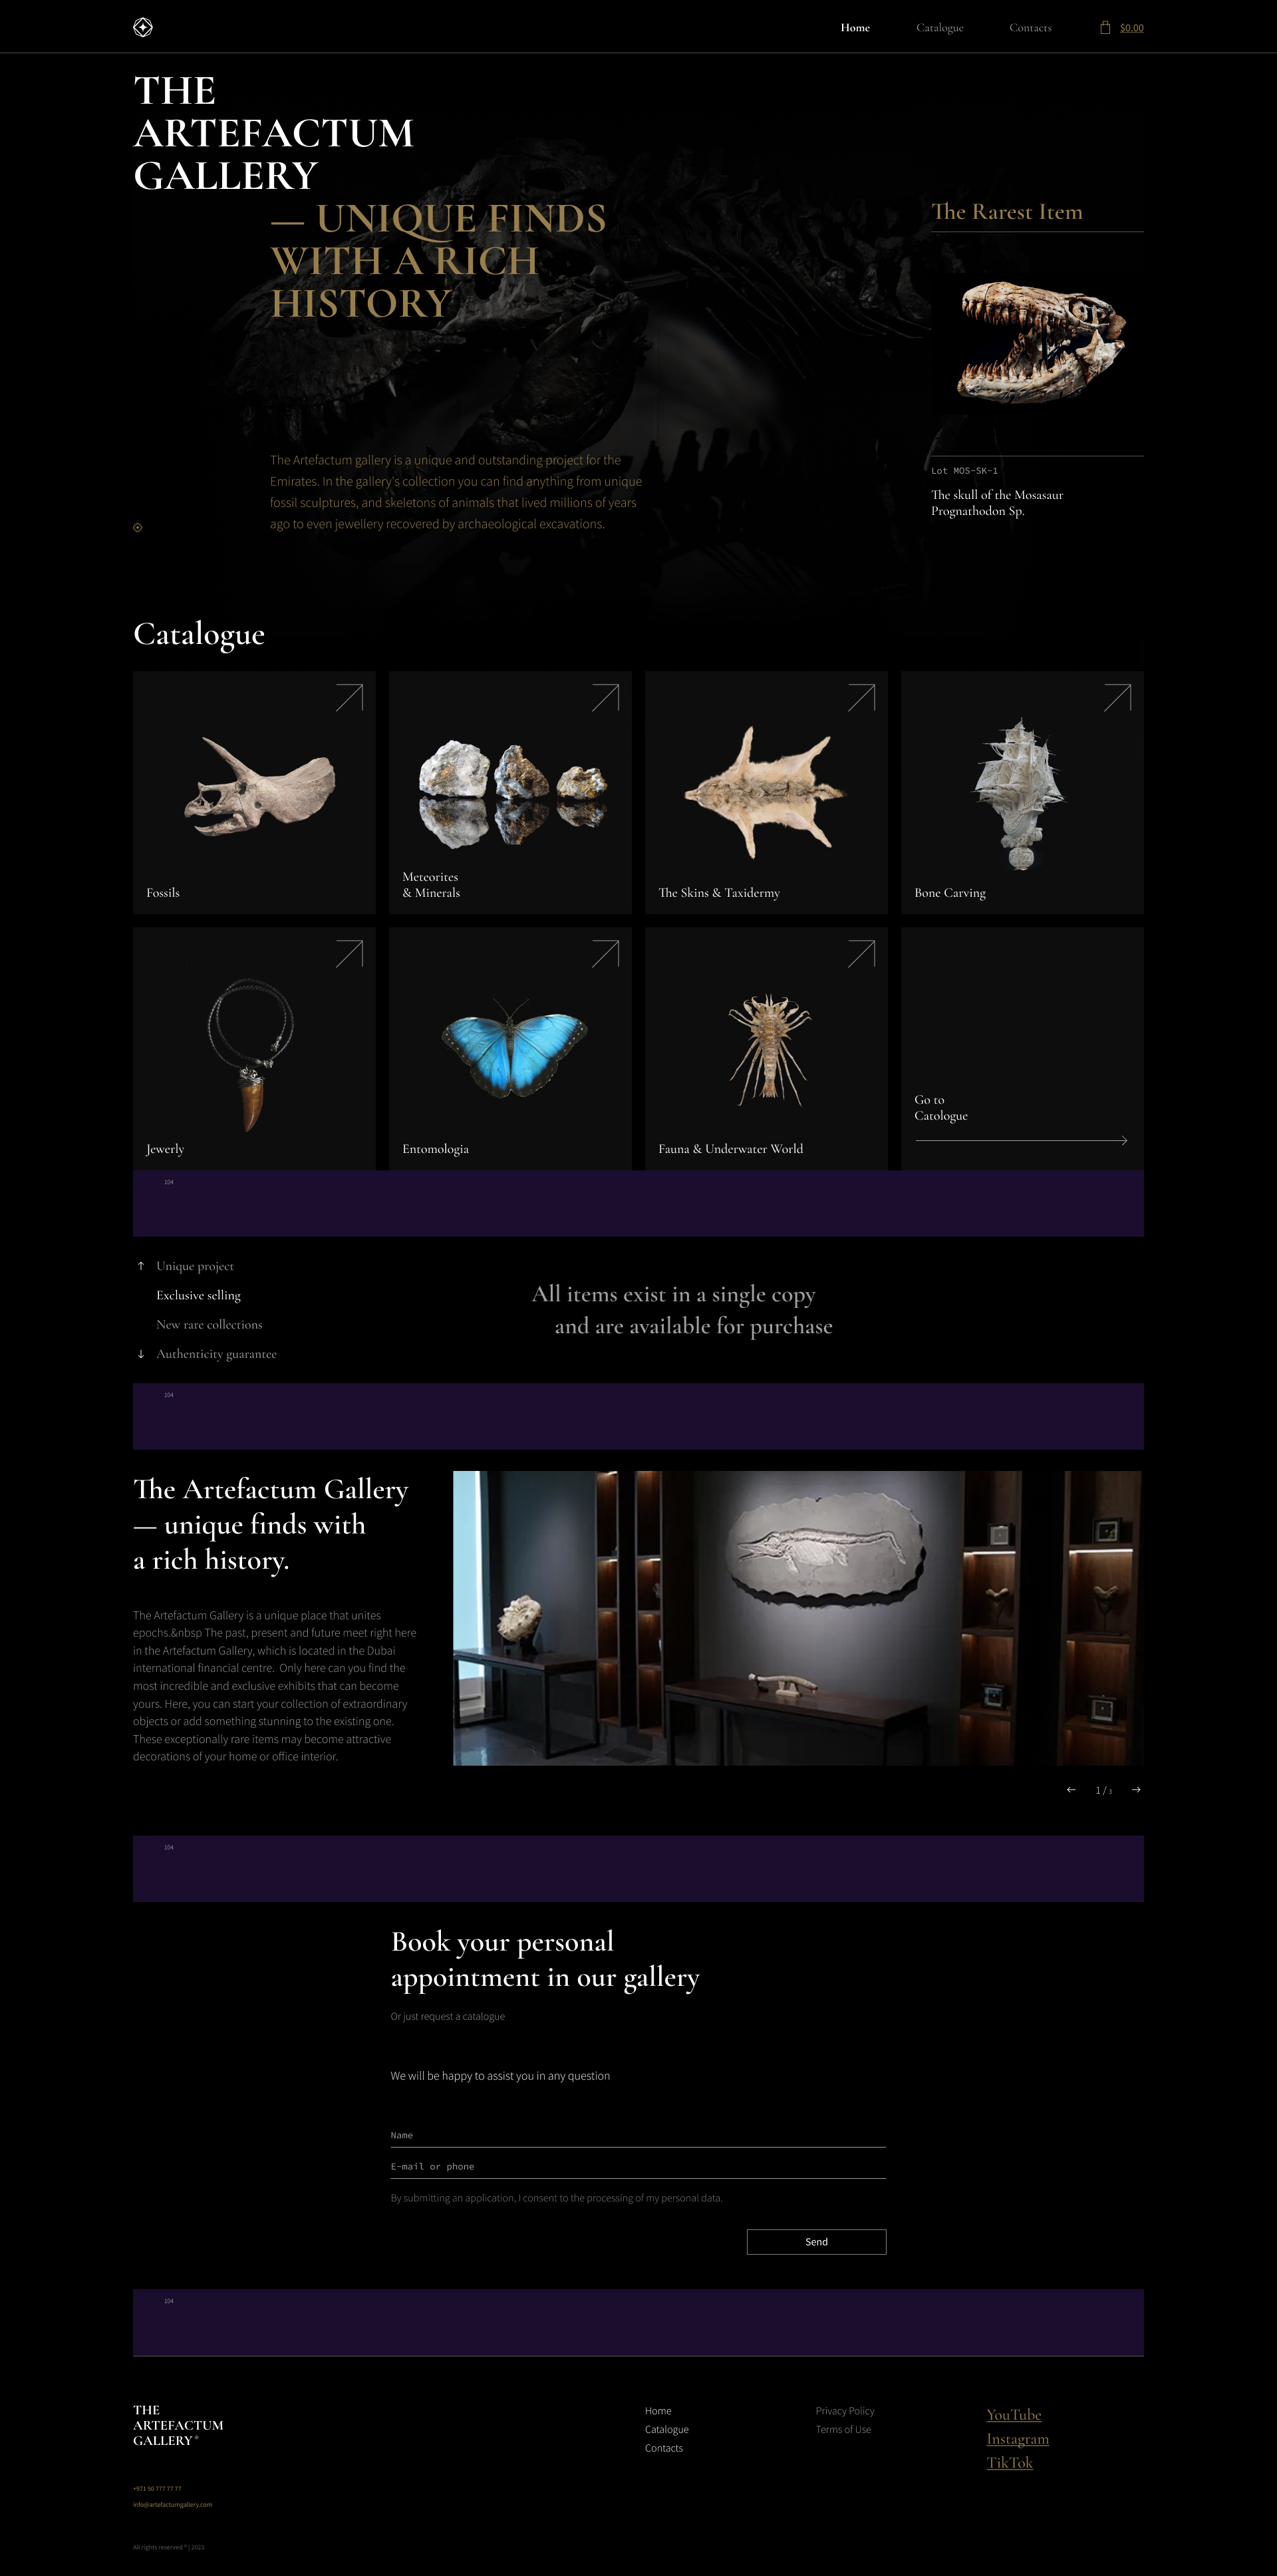 Home
Catalogue
Contacts
$0.00
THE
ARTEFACTUM
GALLERY
— UNIQUE FINDS
WITH A RICH
HISTORY
The Artefactum gallery is a unique and outstanding project for the
Emirates. In the gallery's collection you can find anything from unique
fossil sculptures, and skeletons of animals that lived millions of years
ago to even jewellery recovered by archaeological excavations.
The Rarest Item
Lot MOS-SK-1
The skull of the Mosasaur
Prognathodon Sp.
Catalogue
Fossils
Meteorites
& Minerals
The Skins & Taxidermy
Bone Carving
Jewerly
Entomologia
Fauna & Underwater World
Go to
Catologue
104
Unique project
Exclusive selling
New rare collections
Authenticity guarantee
All items exist in a single copy
and are available for purchase
104
The Artefactum Gallery
— unique finds with
a rich history.
The Artefactum Gallery is a unique place that unites
epochs.&nbsp The past, present and future meet right here
in the Artefactum Gallery, which is located in the Dubai
international financial centre.  Only here can you find the
most incredible and exclusive exhibits that can become
yours. Here, you can start your collection of extraordinary
objects or add something stunning to the existing one.
These exceptionally rare items may become attractive
decorations of your home or office interior.
1 / 3
104
Book your personal
appointment in our gallery
Or just request a catalogue
We will be happy to assist you in any question
Name
E-mail or phone
By submitting an application, I consent to the processing of my personal data.
Send
104
THE
ARTEFACTUM
GALLERY ®
+971 50 777 77 77
info@artefactumgallery.com
All rights reserved ® | 2023
Home
Catalogue
Contacts
Privacy Policy
Terms of Use
YouTube
Instagram
TikTok